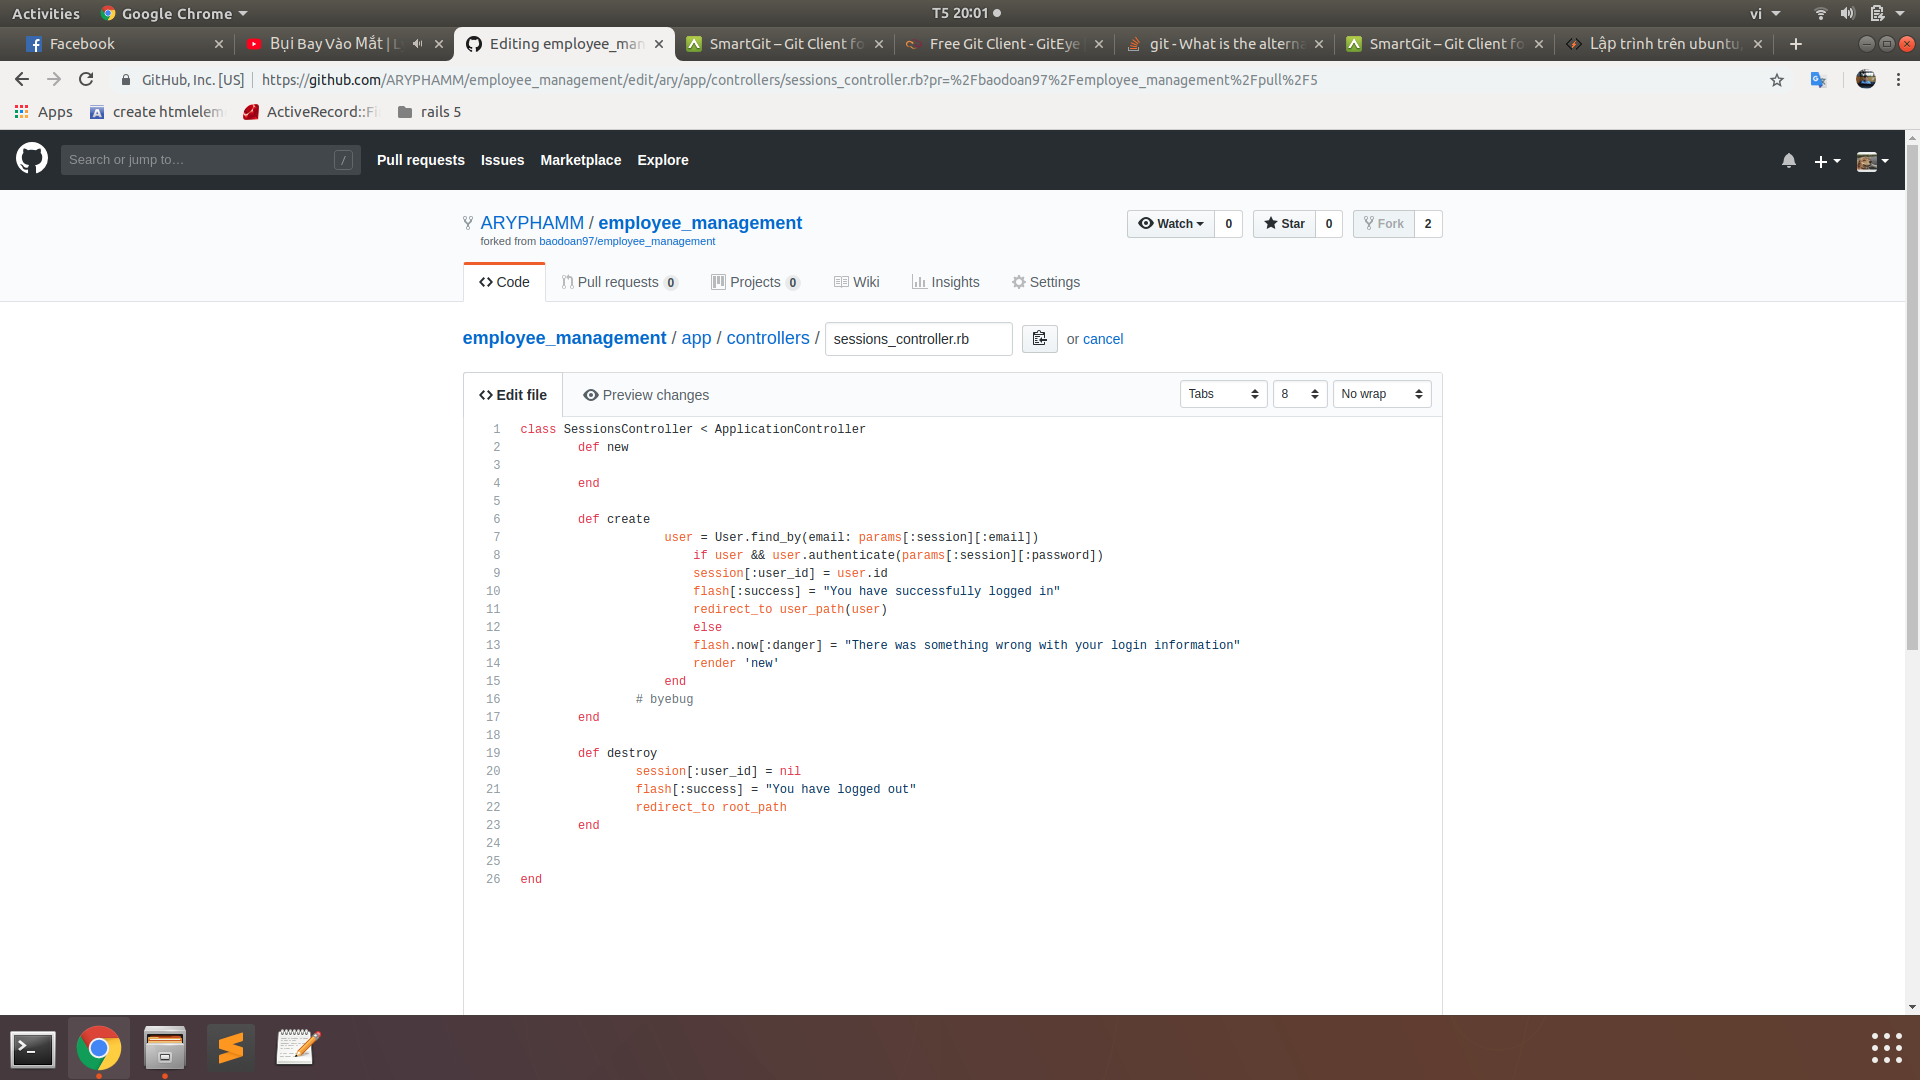 Activities Google Chrome T5 20:01 vi
Facebook Bụi Bay Vào Mắt | L Editing employee_man SmartGit – Git Client fo Free Git Client - GitEye git - What is the alterna SmartGit – Git Client fo Lập trình trên ubuntu,
GitHub, Inc. [US] https://github.com/ARYPHAMM/employee_management/edit/ary/app/controllers/sessions_controller.rb?pr=%2Fbaodoan97%2Femployee_management%2Fpull%2F5
Apps create htmlelem ActiveRecord::Fi rails 5
Search or jump to… / Pull requests Issues Marketplace Explore
ARYPHAMM / employee_management Watch 0 Star 0 Fork 2
forked from baodoan97/employee_management
Code Pull requests 0 Projects 0 Wiki Insights Settings
employee_management / app / controllers / sessions_controller.rb or cancel
Edit file Preview changes Tabs 8 No wrap
1 class SessionsController < ApplicationController
2 def new
3
4 end
5
6 def create
7 user = User.find_by(email: params[:session][:email])
8 if user && user.authenticate(params[:session][:password])
9 session[:user_id] = user.id
10 flash[:success] = "You have successfully logged in"
11 redirect_to user_path(user)
12 else
13 flash.now[:danger] = "There was something wrong with your login information"
14 render 'new'
15 end
16 # byebug
17 end
18
19 def destroy
20 session[:user_id] = nil
21 flash[:success] = "You have logged out"
22 redirect_to root_path
23 end
24
25
26 end